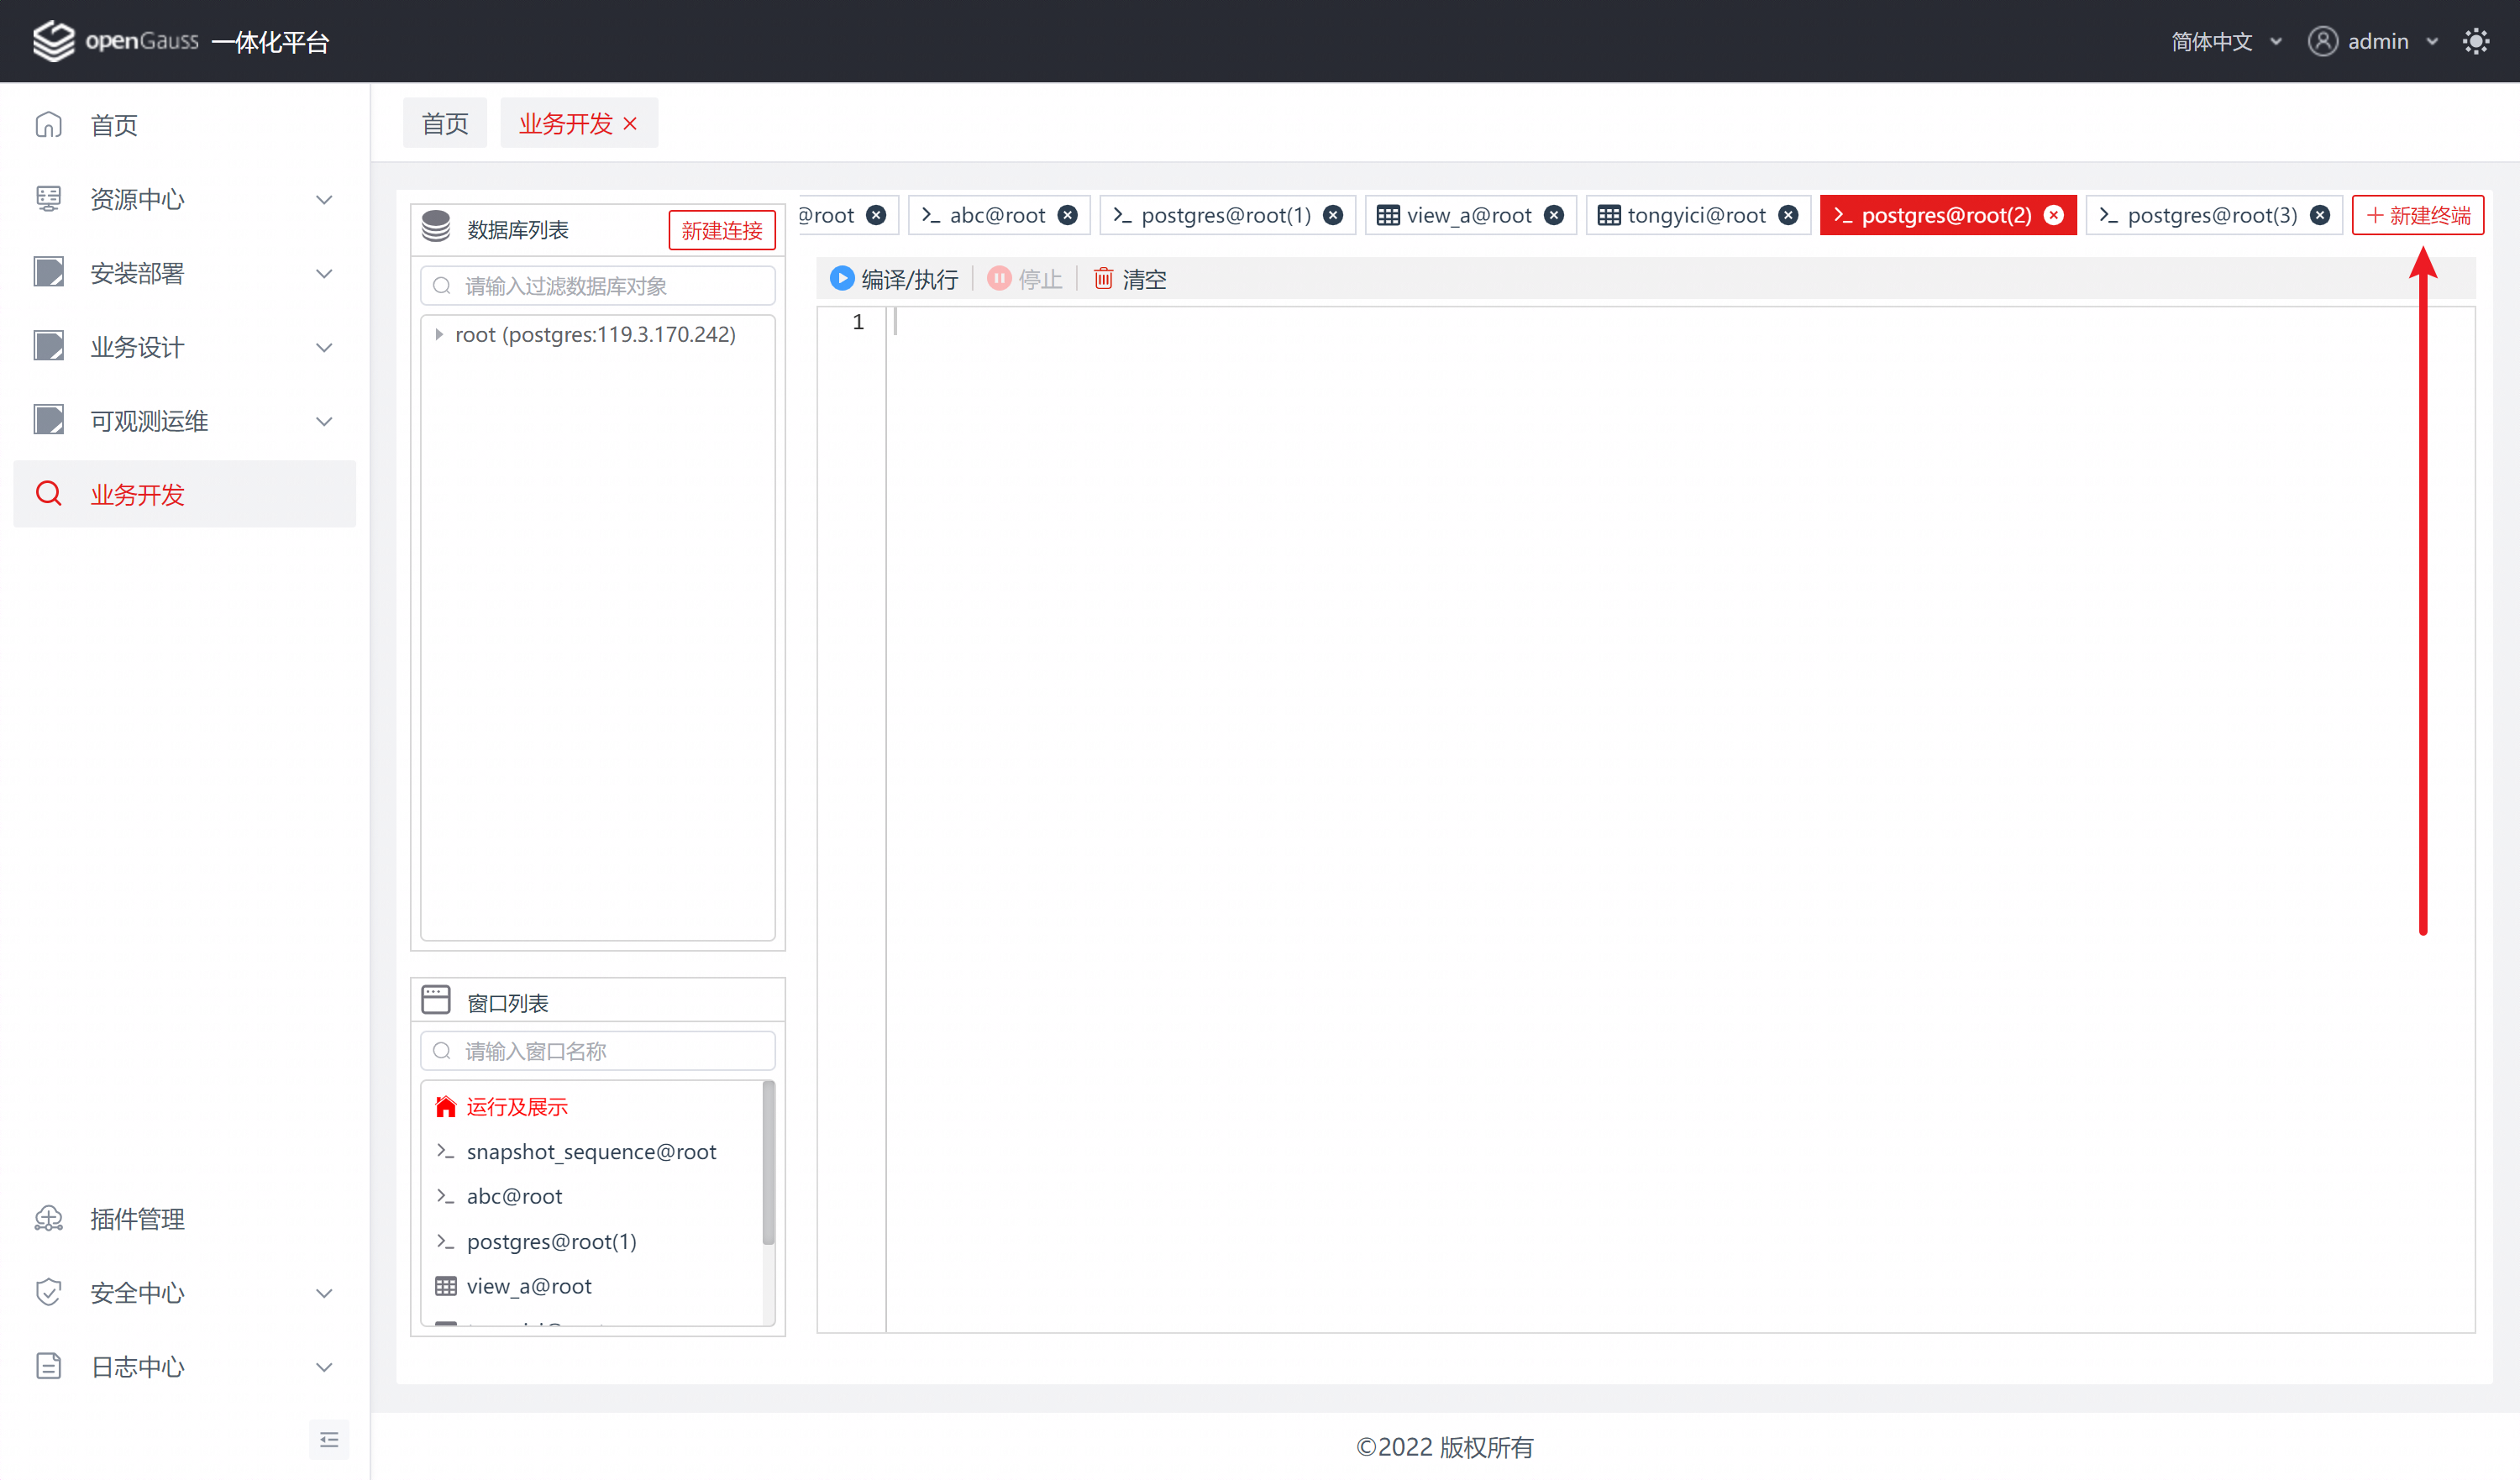 openGauss 一体化平台
简体中文
admin
首页
资源中心
安装部署
业务设计
可观测运维
业务开发
插件管理
安全中心
日志中心
首页
业务开发
数据库列表
新建连接
请输入过滤数据库对象
root (postgres:119.3.170.242)
窗口列表
请输入窗口名称
运行及展示
snapshot_sequence@root
abc@root
postgres@root(1)
view_a@root
@root
abc@root
postgres@root(1)
view_a@root
tongyici@root
postgres@root(2)
postgres@root(3)
新建终端
编译/执行
停止
清空
1
©2022 版权所有